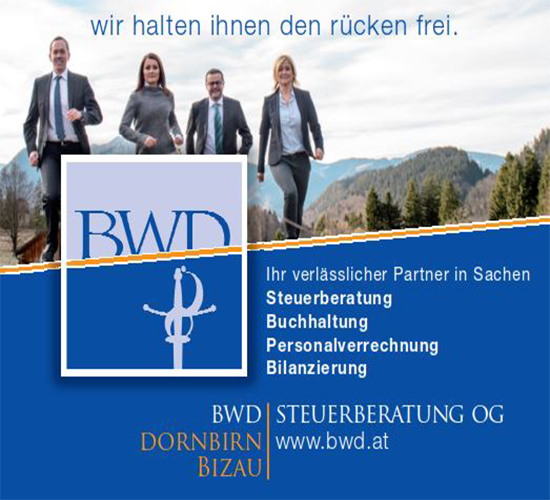 wir halten ihnen den rücken frei.
BWD
Ihr verlässlicher Partner in Sachen
Steuerberatung
Buchhaltung
Personalverrechnung
Bilanzierung
BWD STEUERBERATUNG OG
DORNBIRN www.bwd.at
BIZAU